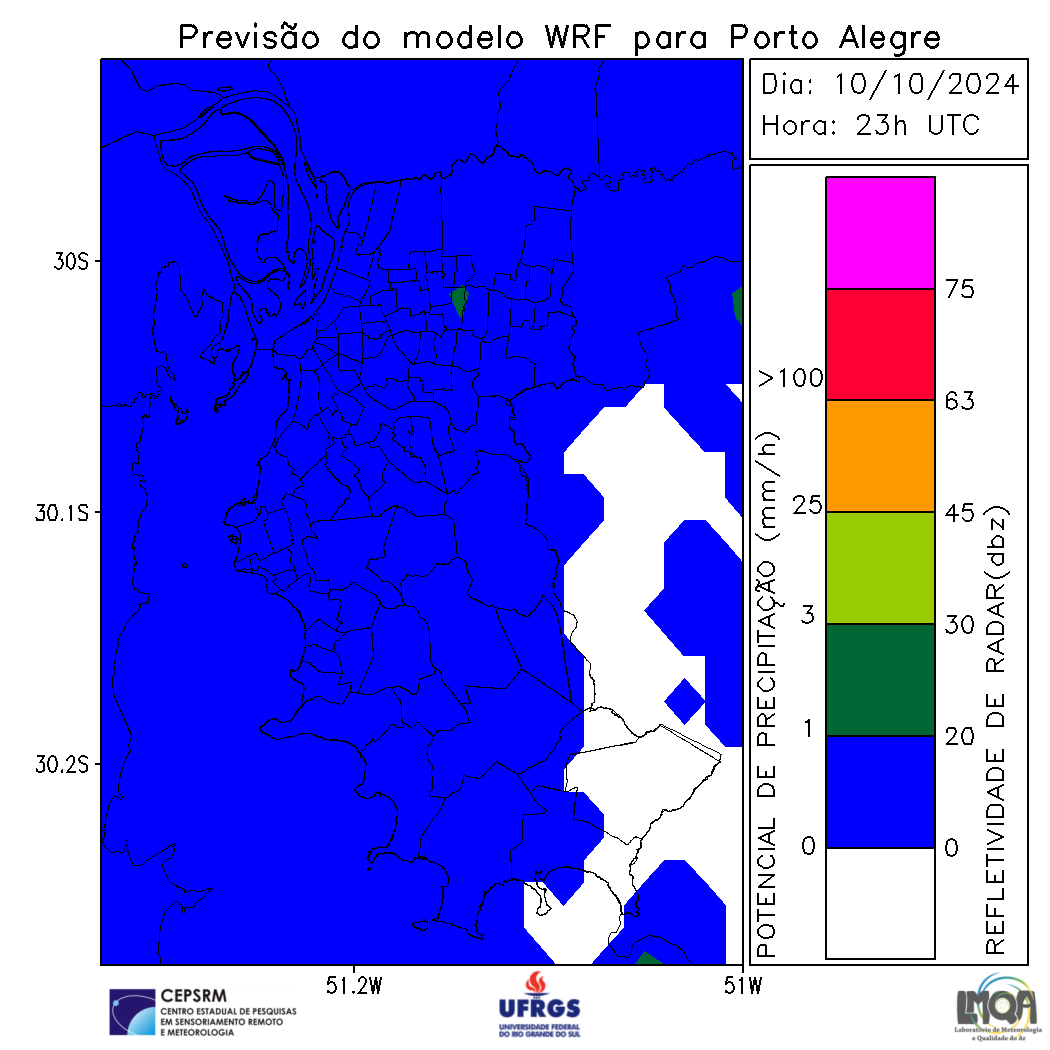 Previsão do modelo WRF para Porto Alegre
Dia: 10/10/2024
Hora: 23h UTC
30S
30.1S
30.2S
51.2W
51W
POTENCIAL DE PRECIPITAÇÃO (mm/h)
>100
25
3
1
0
75
63
45
30
20
0
REFLETIVIDADE DE RADAR(dbz)
CEPSRM
CENTRO ESTADUAL DE PESQUISAS
EM SENSORIAMENTO REMOTO
E METEOROLOGIA
UFRGS
UNIVERSIDADE FEDERAL
DO RIO GRANDE DO SUL
LMQA
Laboratório de Meteorologia
e Qualidade do Ar